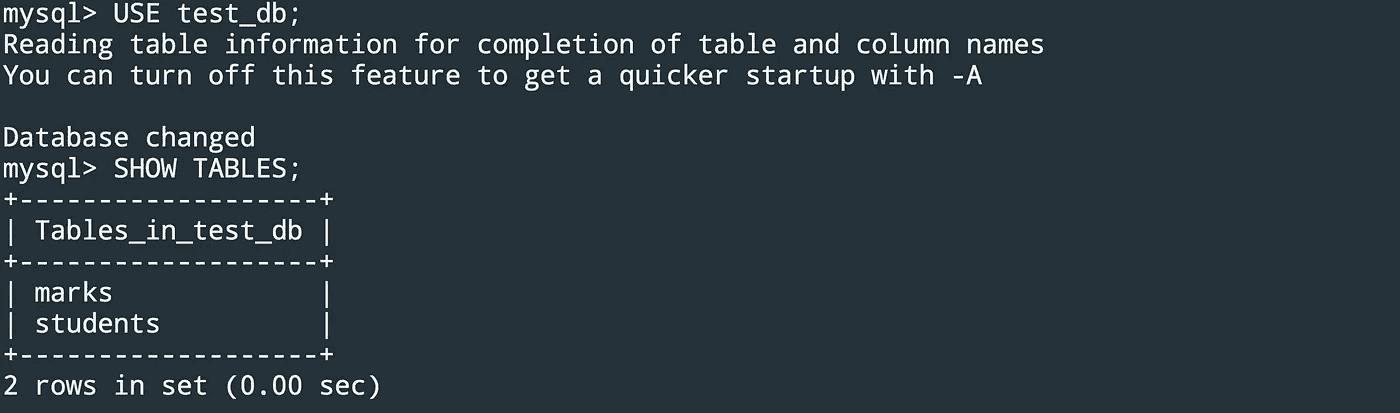 mysql> USE test_db;
Reading table information for completion of table and column names
You can turn off this feature to get a quicker startup with -A

Database changed
mysql> SHOW TABLES;
+-------------------+
| Tables_in_test_db |
+-------------------+
| marks             |
| students          |
+-------------------+
2 rows in set (0.00 sec)